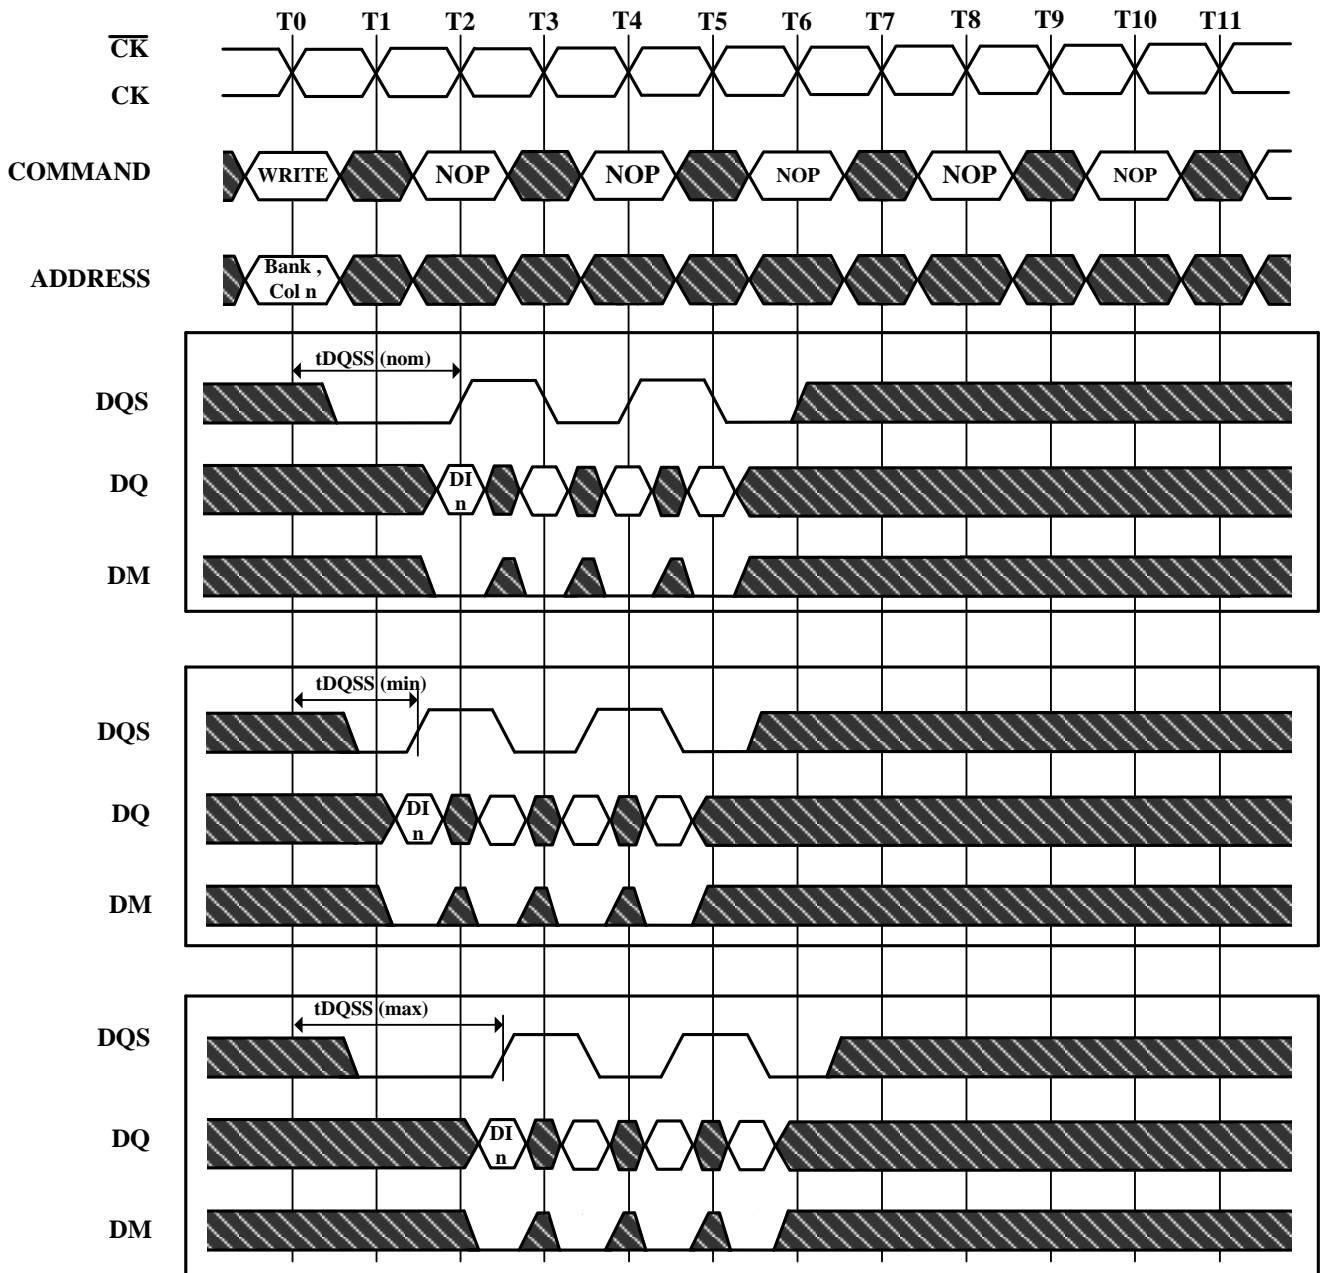 T0 T1 T2 T3 T4 T5 T6 T7 T8 T9 T10 T11
CK
CK
COMMAND WRITE NOP NOP NOP NOP NOP
ADDRESS Bank ,
Col n
tDQSS (nom)
DQS
DQ DI
n
DM
tDQSS (min)
DQS
DQ DI
n
DM
tDQSS (max)
DQS
DQ DI
n
DM